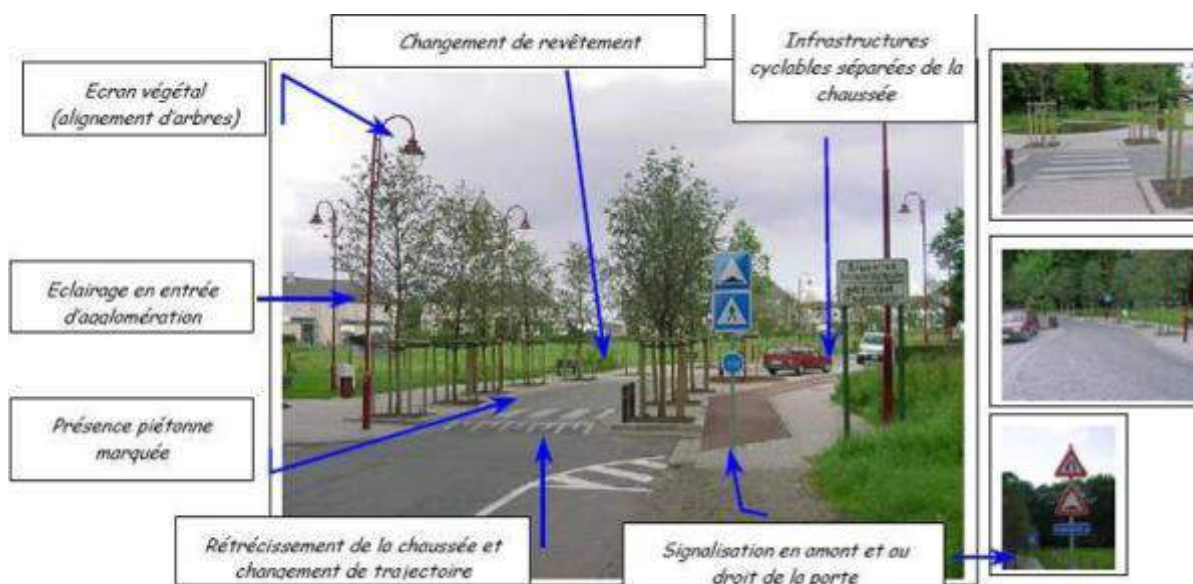 Changement de revêtement
Infrastructures
cyclables séparées de la
chaussée
Ecran végétal
(alignement d'arbres)
Eclairage en entrée
d'agglomération
Présence piétonne
marquée
Rétrécissement de la chaussée et
changement de trajectoire
Signalisation en amont et au
droit de la porte